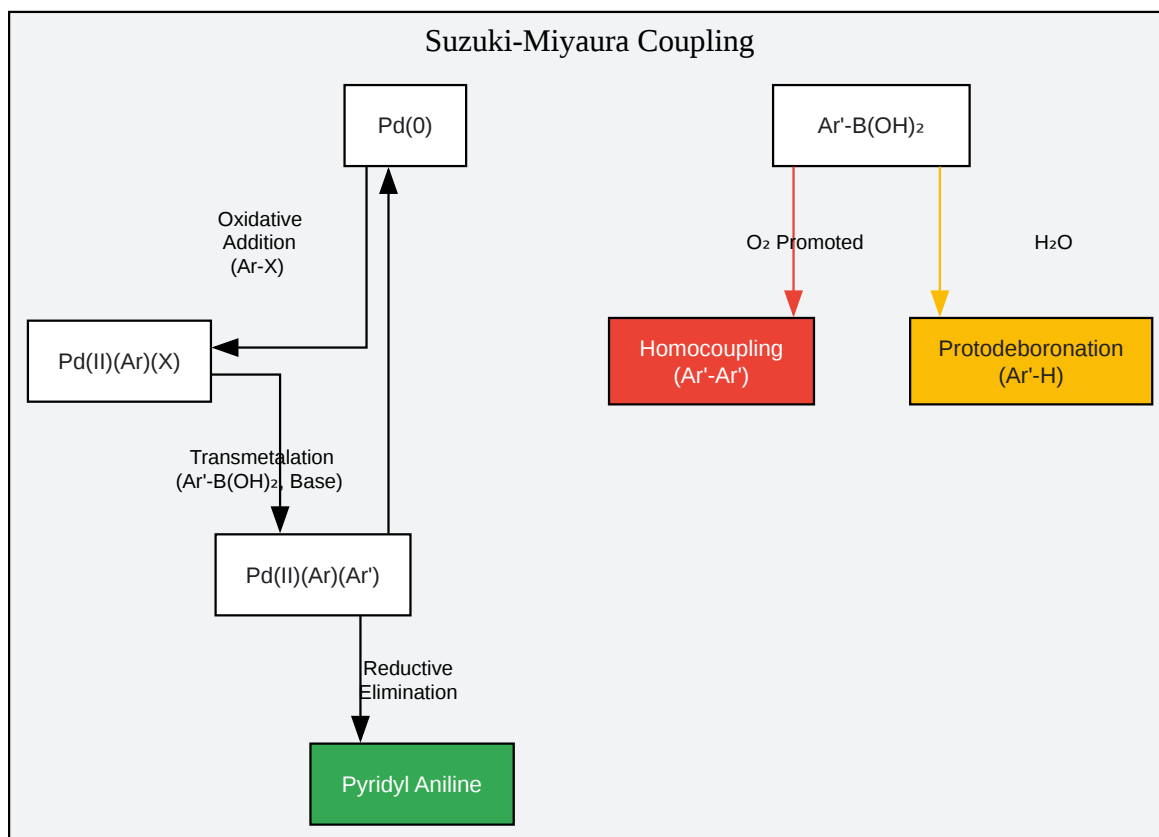 Suzuki-Miyaura Coupling
Pd(0)
Ar'-B(OH)₂
Oxidative
Addition
(Ar-X)
O₂ Promoted
H₂O
Pd(II)(Ar)(X)
Homocoupling
(Ar'-Ar')
Protodeboronation
(Ar'-H)
Transmetalation
(Ar'-B(OH)₂, Base)
Pd(II)(Ar)(Ar')
Reductive
Elimination
Pyridyl Aniline